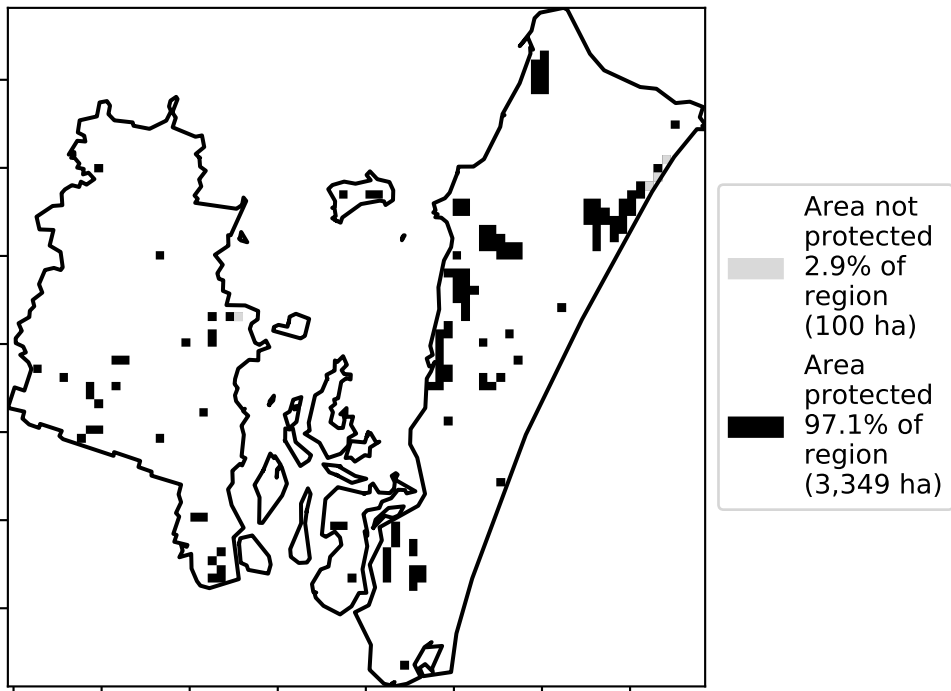 Area not
protected
2.9% of
region
(100 ha)
Area
protected
97.1% of
region
(3,349 ha)